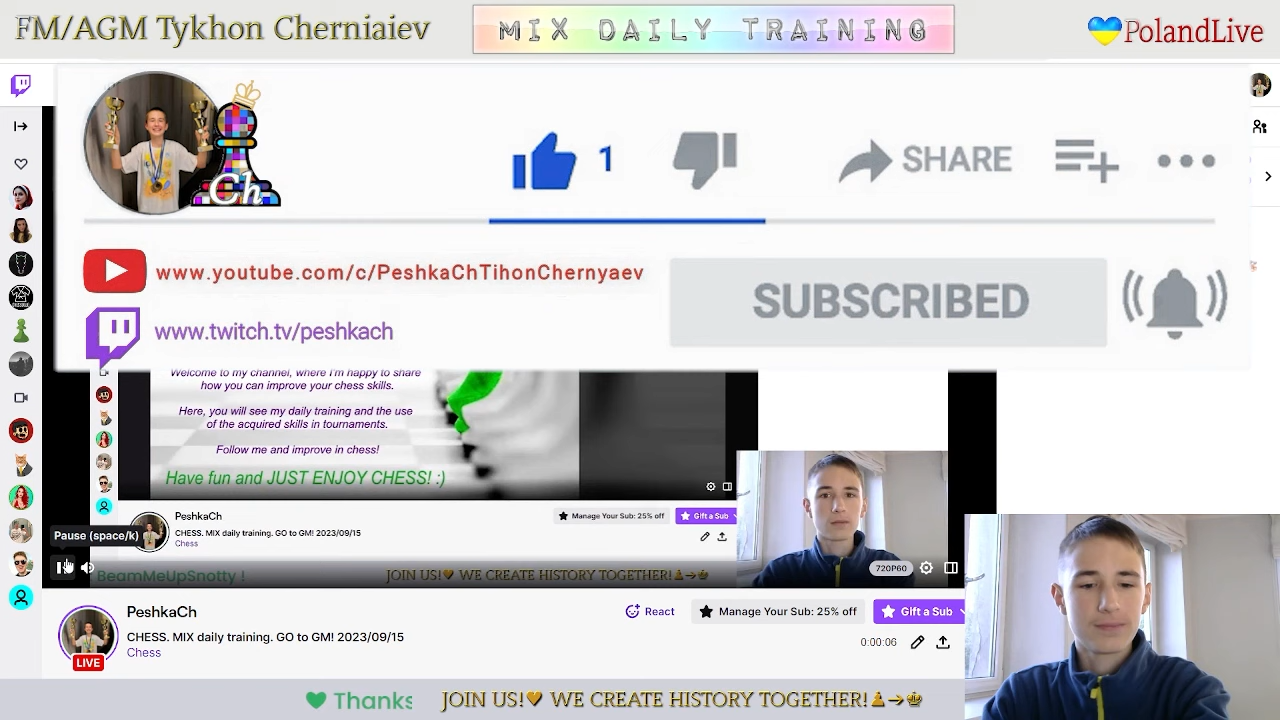 FM/AGM Tykhon Cherniaiev
MIX DAILY TRAINING
PolandLive
Ch
1
SHARE
www.youtube.com/c/PeshkaChTihonChernyaev
SUBSCRIBED
www.twitch.tv/peshkach
Welcome to my channel, where I'm happy to share
how you can improve your chess skills.
Here, you will see my daily training and the use
of the acquired skills in tournaments.
Follow me and improve in chess!
Have fun and JUST ENJOY CHESS! :)
PeshkaCh
Manage Your Sub: 25% off
Gift a Sub
CHESS. MIX daily training. GO to GM! 2023/09/15
Chess
Pause (space/k)
BeamMeUpSnotty !
JOIN US! WE CREATE HISTORY TOGETHER!
720P60
PeshkaCh
React
Manage Your Sub: 25% off
Gift a Sub
CHESS. MIX daily training. GO to GM! 2023/09/15
0:00:06
Chess
LIVE
Thanks
JOIN US! WE CREATE HISTORY TOGETHER!